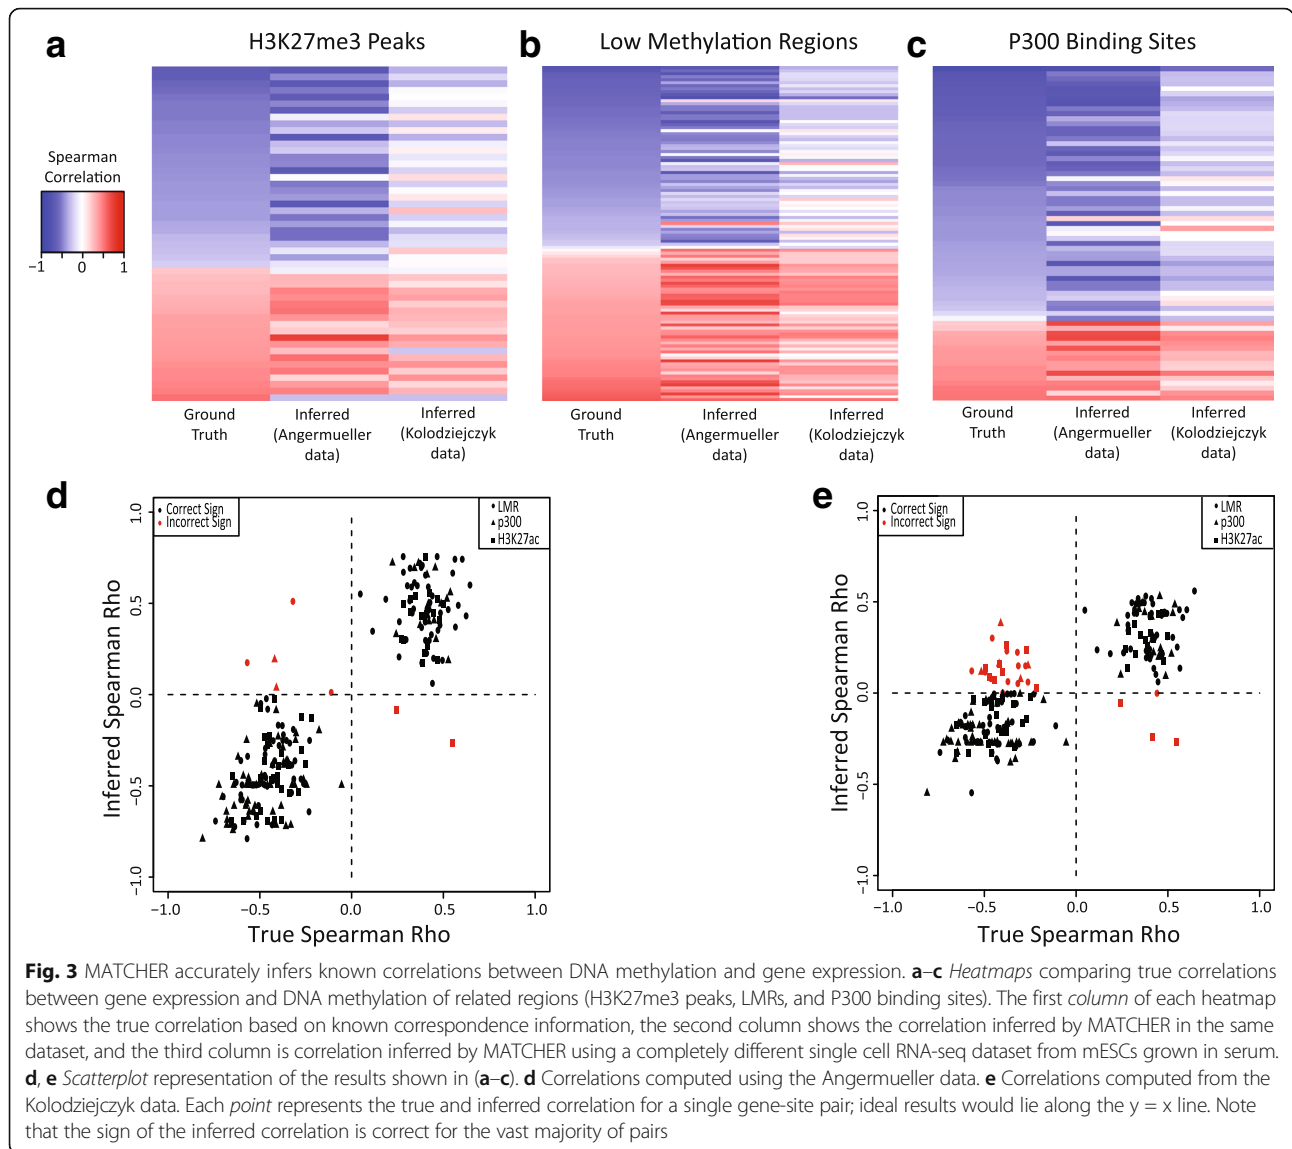 a H3K27me3 Peaks
b Low Methylation Regions
c P300 Binding Sites
Spearman
Correlation
−1 0 1
Ground
Truth
Inferred
(Angermueller
data)
Inferred
(Kolodziejczyk
data)
Ground
Truth
Inferred
(Angermueller
data)
Inferred
(Kolodziejczyk
data)
Ground
Truth
Inferred
(Angermueller
data)
Inferred
(Kolodziejczyk
data)
d
Correct Sign
Incorrect Sign
LMR
p300
H3K27ac
Inferred Spearman Rho
1.0
0.5
0.0
−0.5
−1.0
−1.0 −0.5 0.0 0.5 1.0
True Spearman Rho
e
Correct Sign
Incorrect Sign
LMR
p300
H3K27ac
Inferred Spearman Rho
1.0
0.5
0.0
−0.5
−1.0
−1.0 −0.5 0.0 0.5 1.0
True Spearman Rho
Fig. 3 MATCHER accurately infers known correlations between DNA methylation and gene expression. a–c Heatmaps comparing true correlations
between gene expression and DNA methylation of related regions (H3K27me3 peaks, LMRs, and P300 binding sites). The first column of each heatmap
shows the true correlation based on known correspondence information, the second column shows the correlation inferred by MATCHER in the same
dataset, and the third column is correlation inferred by MATCHER using a completely different single cell RNA-seq dataset from mESCs grown in serum.
d, e Scatterplot representation of the results shown in (a–c). d Correlations computed using the Angermueller data. e Correlations computed from the
Kolodziejczyk data. Each point represents the true and inferred correlation for a single gene-site pair; ideal results would lie along the y = x line. Note
that the sign of the inferred correlation is correct for the vast majority of pairs